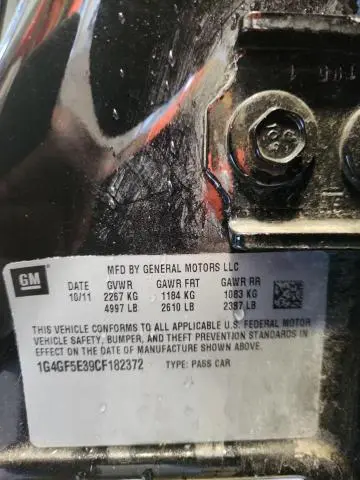 GM
MFD BY GENERAL MOTORS LLC
DATE GVWR GAWR FRT GAWR RR
10/11 2267 KG 1184 KG 1083 KG
4997 LB 2610 LB 2387 LB
THIS VEHICLE CONFORMS TO ALL APPLICABLE U.S. FEDERAL MOTOR
VEHICLE SAFETY, BUMPER, AND THEFT PREVENTION STANDARDS
IN EFFECT ON THE DATE OF MANUFACTURE SHOWN ABOVE.
1G4GF5E39CF182372 TYPE: PASS CAR